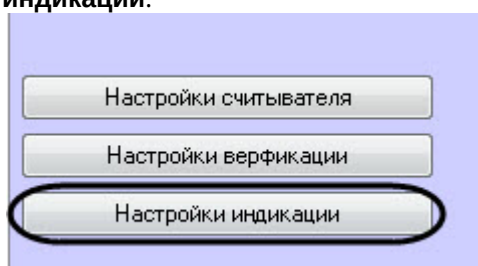 индикации.
Настройки считывателя
Настройки верфикации
Настройки индикации